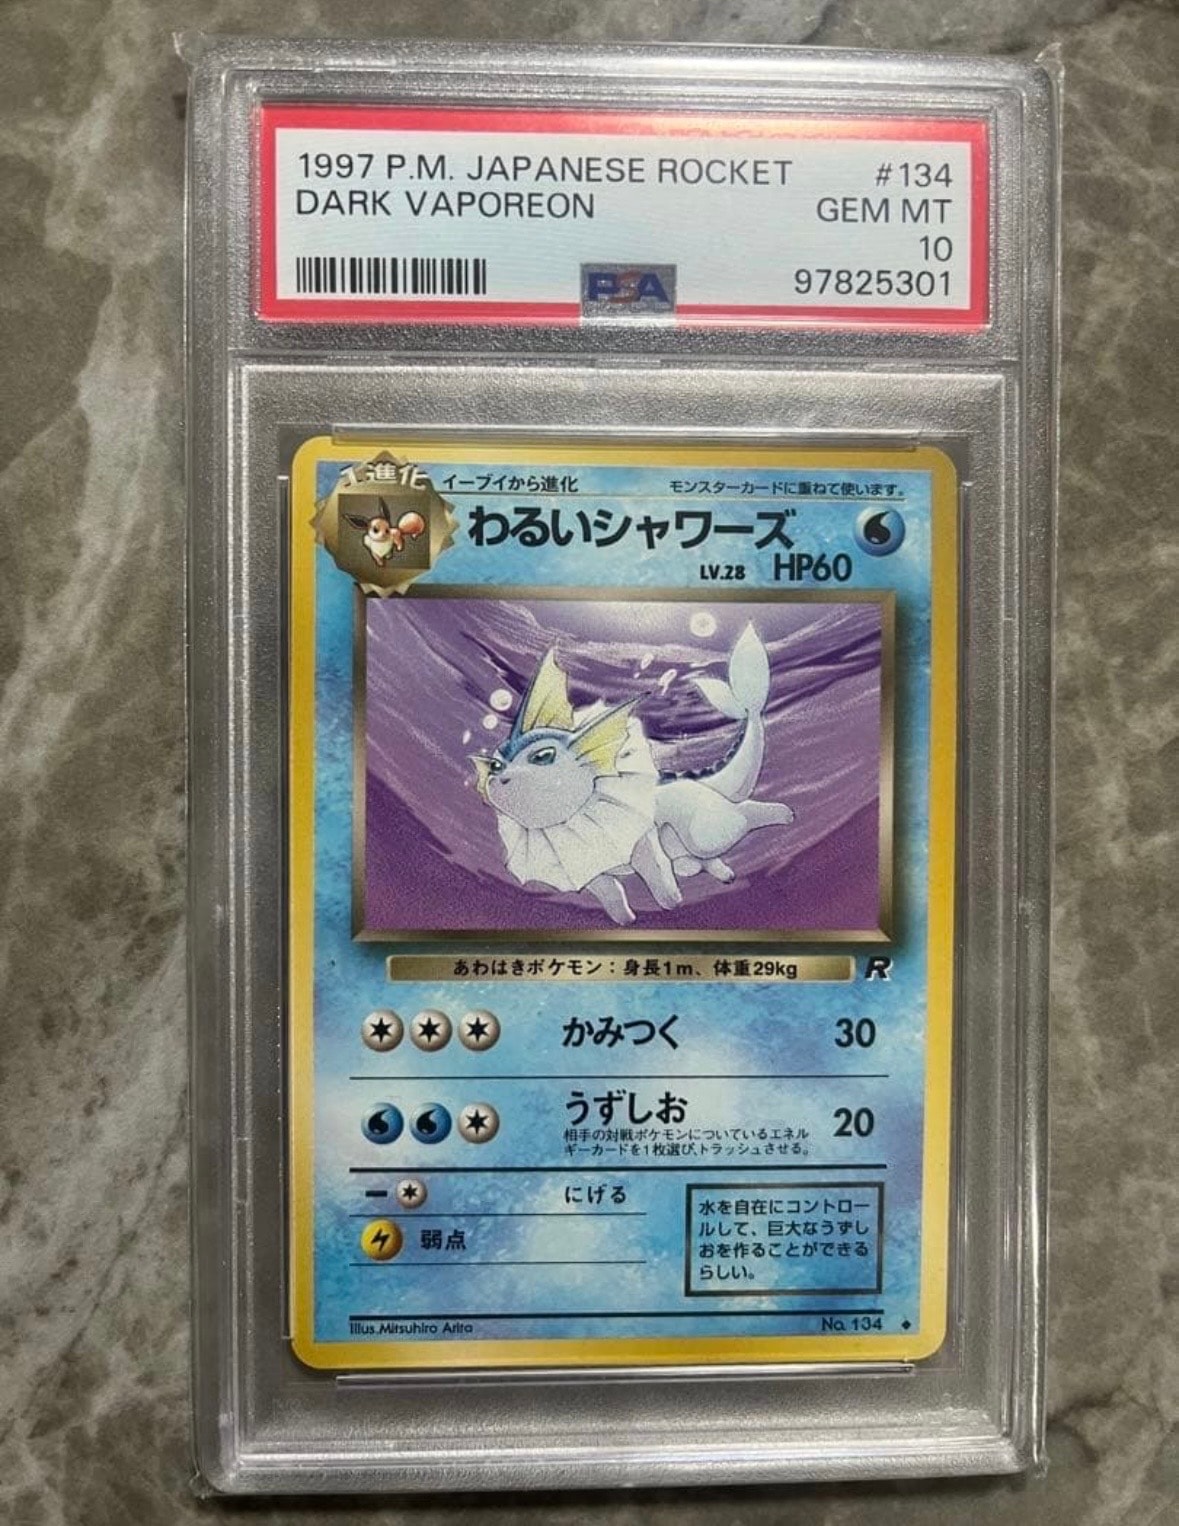 1997 P.M. JAPANESE ROCKET #134
DARK VAPOREON GEM MT
10
PSA 97825301
1進化 イーブイから進化 モンスターカードに重ねて使います。
わるいシャワーズ
LV.28 HP60
あわはきポケモン：身長1m、体重29kg R
かみつく 30
うずしお 20
相手の対戦ポケモンについているエネル
ギーカードを1枚選び、トラッシュさせる。
にげる
弱点
水を自在にコントロー
ルして、巨大なうずし
おを作ることができる
らしい。
Illus.Mitsuhiro Arita No. 134